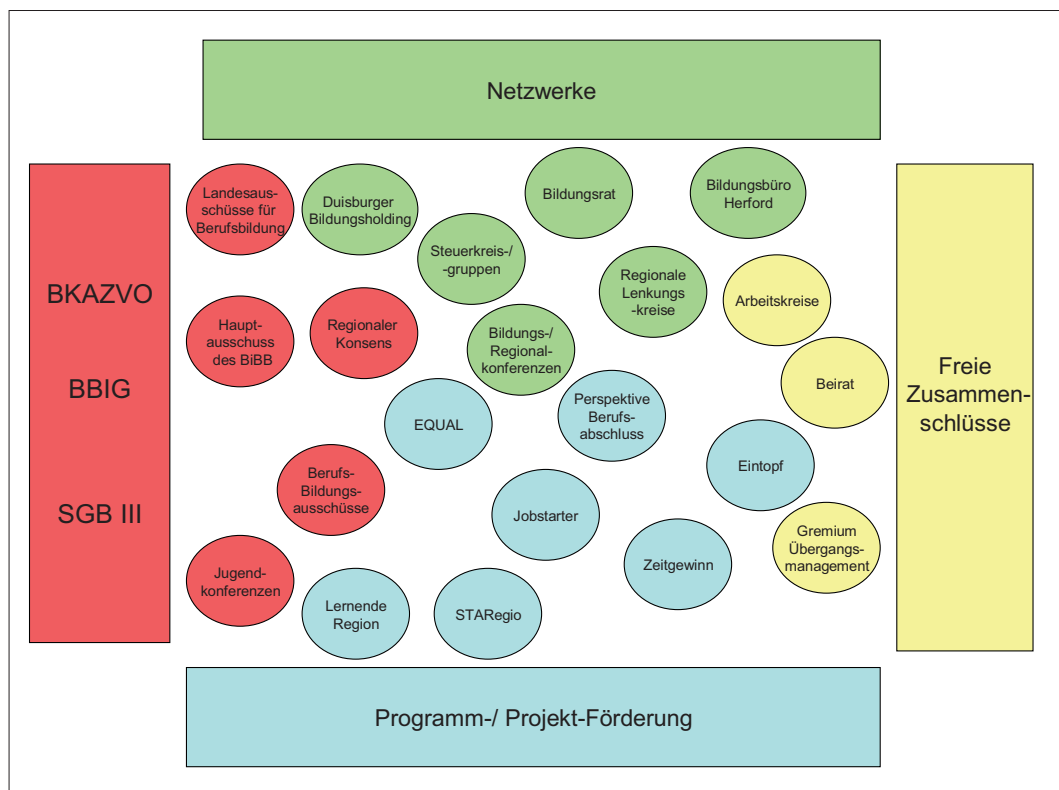 Netzwerke
BKAZVO
BBIG
SGB III
Landesaus-
schüsse für
Berufsbildung
Duisburger
Bildungsholding
Bildungsrat
Bildungsbüro
Herford
Steuerkreis-/
-gruppen
Regionale
Lenkungs
-kreise
Arbeitskreise
Haupt-
ausschuss
des BiBB
Regionaler
Konsens
Bildungs-/
Regional-
konferenzen
Beirat
EQUAL
Perspektive
Berufs-
abschluss
Eintopf
Berufs-
Bildungs-
ausschüsse
Jobstarter
Gremium
Übergangs-
management
Jugend-
konferenzen
Zeitgewinn
Lernende
Region
STARegio
Freie
Zusammen-
schlüsse
Programm-/ Projekt-Förderung